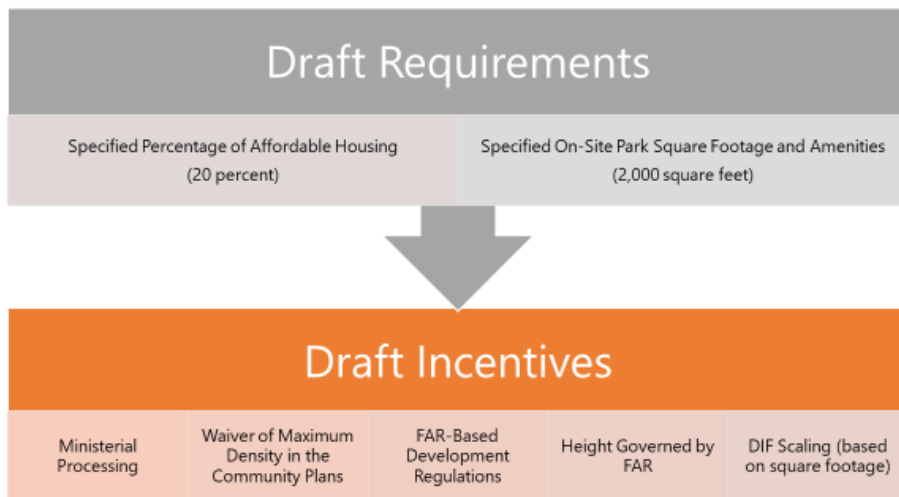 Draft Requirements
Specified Percentage of Affordable Housing
(20 percent)
Specified On-Site Park Square Footage and Amenities
(2,000 square feet)
Draft Incentives
Ministerial
Processing
Waiver of Maximum
Density in the
Community Plans
FAR-Based
Development
Regulations
Height Governed by
FAR
DIF Scaling (based
on square footage)